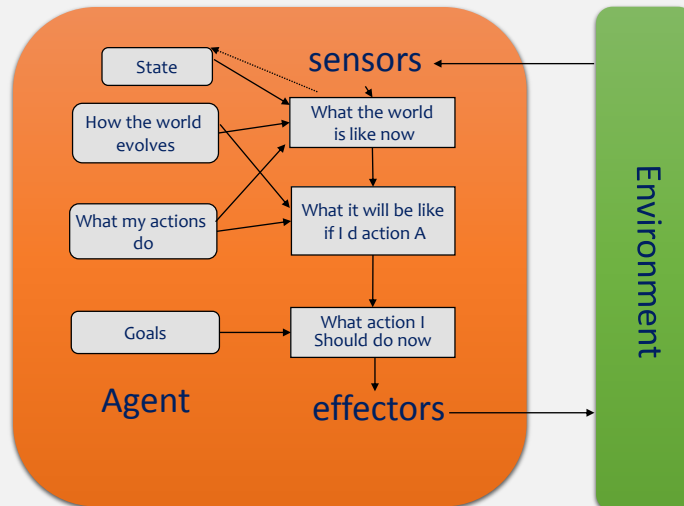 State
sensors
What the world
is like now
How the world
evolves
What my actions
do
What it will be like
if I d action A
Goals
What action I
Should do now
Agent
effectors
Environment